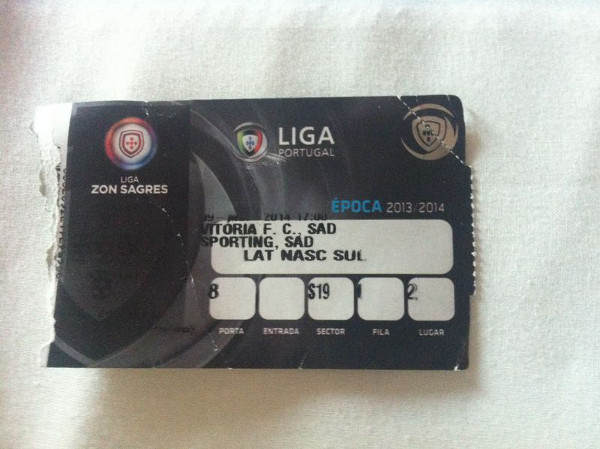 LIGA
ZON SAGRES
LIGA
PORTUGAL
ÉPOCA 2013/2014
2014 17:00
VITORIA F. C., SAD
SPORTING, SAD
LAT NASC SUL
8 S19 2
PORTA ENTRADA SECTOR FILA LUGAR